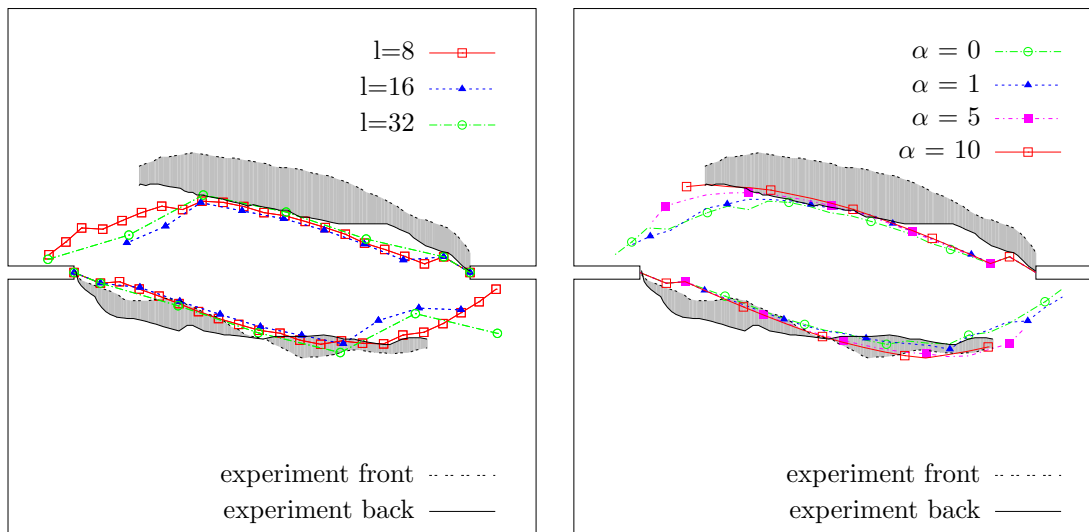 l=8
l=16
l=32
experiment front
experiment back
α = 0
α = 1
α = 5
α = 10
experiment front
experiment back